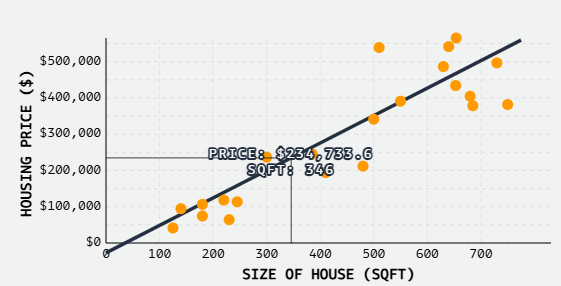 HOUSING PRICE ($)
$500,000
$400,000
$300,000
$200,000
$100,000
$0
PRICE: $234,733.6
SQFT: 346
0 100 200 300 400 500 600 700
SIZE OF HOUSE (SQFT)